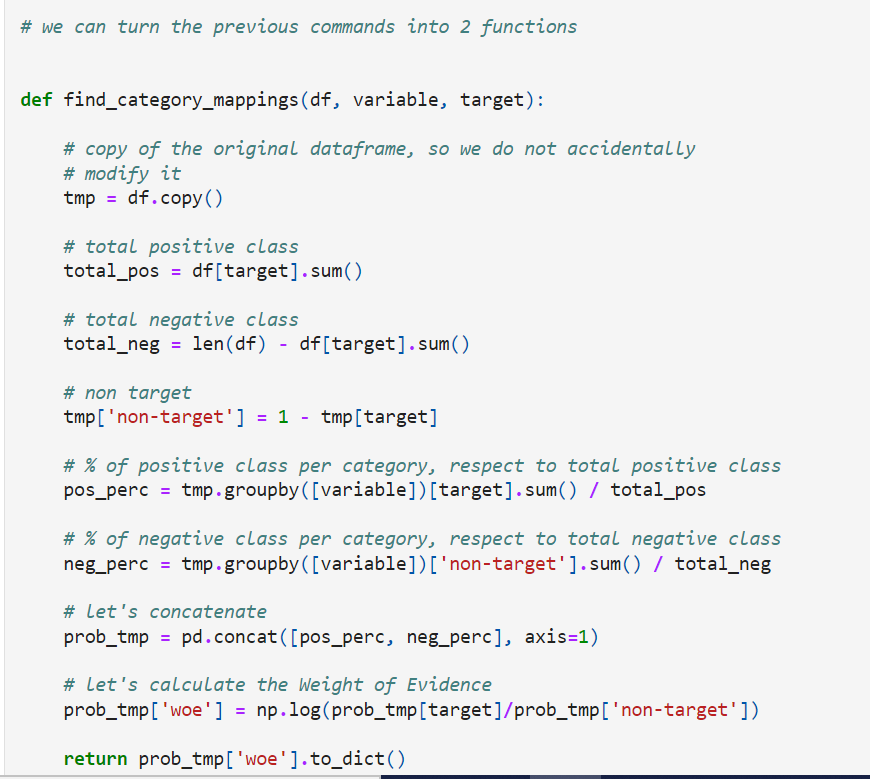 # we can turn the previous commands into 2 functions
def find_category_mappings(df, variable, target):
# copy of the original dataframe, so we do not accidentally
# modify it
tmp = df.copy()
# total positive class
total_pos = df[target].sum()
# total negative class
total_neg = len(df) - df[target].sum()
# non target
tmp['non-target'] = 1 - tmp[target]
# % of positive class per category, respect to total positive class
pos_perc = tmp.groupby([variable])[target].sum() / total_pos
# % of negative class per category, respect to total negative class
neg_perc = tmp.groupby([variable])['non-target'].sum() / total_neg
# let's concatenate
prob_tmp = pd.concat([pos_perc, neg_perc], axis=1)
# let's calculate the Weight of Evidence
prob_tmp['woe'] = np.log(prob_tmp[target]/prob_tmp['non-target'])
return prob_tmp['woe'].to_dict()